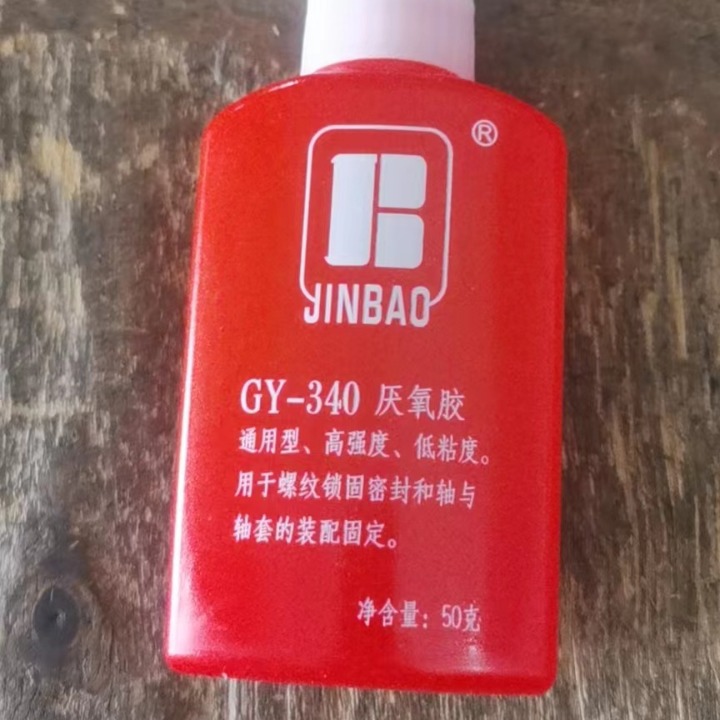 ®
JINBAO
GY-340 厌氧胶
通用型、高强度、低粘度。
用于螺纹锁固密封和轴与
轴套的装配固定。
净含量：50克